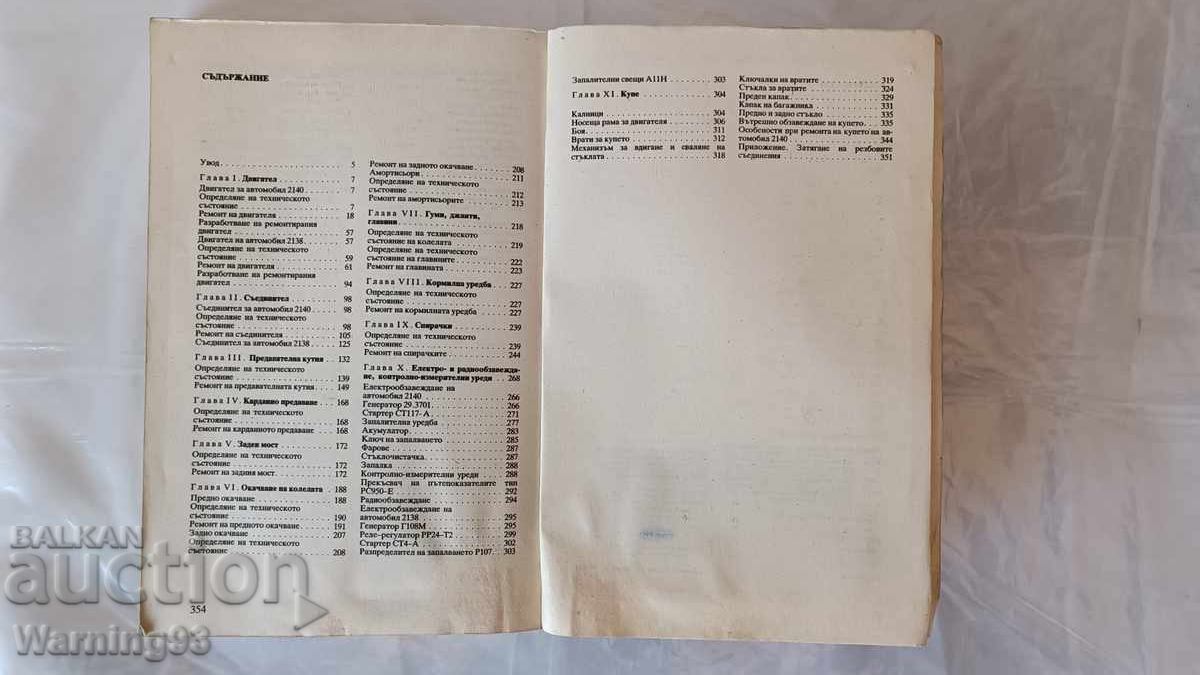 СЪДЪРЖАНИЕ
Увод . 5
Глава I. Двигател 7
Двигател за автомобил 2140 . 7
Определяне на техническото
състояние 7
Ремонт на двигателя 18
Разработване на ремонтирания
двигател 57
Двигател на автомобил 2138 . 57
Определяне на техническото
състояние 59
Ремонт на двигателя 61
Разработване на ремонтирания
двигател 94
Глава II. Съединител 98
Съединител за автомобил 2140 . 98
Определяне на техническото
състояние 98
Ремонт на съединителя 105
Съединител за автомобил 2138 . 125
Глава III. Предавателна кутия . 132
Определяне на техническото
състояние 139
Ремонт на предавателната кутия . 149
Глава IV. Карданно предаване 168
Определяне на техническото
състояние 168
Ремонт на карданното предаване 168
Глава V. Заден мост 172
Определяне на техническото
състояние 172
Ремонт на задния мост . 172
Глава VI. Окачване на колелата . 188
Предно окачване 188
Определяне на техническото
състояние 190
Ремонт на предното окачване 191
Задно окачване 207
Определяне на техническото
състояние 208
Ремонт на задното окачване . 208
Амортисьори 211
Определяне на техническото
състояние 212
Ремонт на амортисьорите 213
Глава VII. Гуми, джанти,
главини 218
Определяне на техническото
състояние на колелата 219
Определяне на техническото
състояние на главините 222
Ремонт на главината 223
Глава VIII. Кормилна уредба 227
Определяне на техническото
състояние 227
Ремонт на кормилната уредба 227
Глава IX. Спирачки 239
Определяне на техническото
състояние 239
Ремонт на спирачките 244
Глава X. Електро- и радиообзавежда-
не, контролно-измерителни уреди . 268
Електрообзавеждане на
автомобил 2140 266
Генератор 29.3701 266
Стартер СТ117-А 271
Запалителна уредба 277
Акумулатор 283
Ключ на запалването 285
Фарове 287
Стъклочистачка 287
Запалка 288
Контролно-измерителни уреди 288
Прекъсвач на пътепоказателите тип
РС950-Е 292
Радиообзавеждане 294
Електрообзавеждане на
автомобил 2138 295
Генератор Г108М 295
Реле-регулатор РР24-Т2 299
Стартер СТ4-А 302
Разпределител на запалването Р107 . 303
354
Запалителни свещи А11Н 303
Глава XI. Купе 304
Калници 304
Носеща рама за двигателя 306
Боя 311
Врати за купето 312
Механизъм за вдигане и сваляне на
стъклата 318
Ключалки на вратите 319
Стъкла за вратите 324
Преден капак 329
Капак на багажника 331
Предно и задно стъкло 335
Вътрешно обзавеждане на купето 335
Особености при ремонта на купето на ав-
томобил 2140 344
Приложение. Затягане на резбовите
съединения 351
BALKAN
auction
Warning93